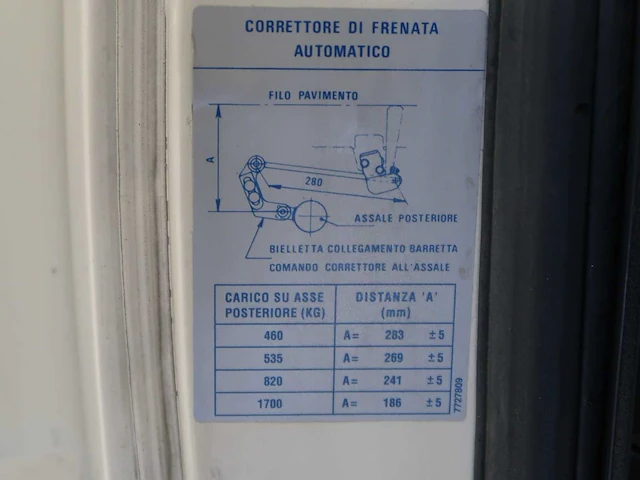 CORRETTORE DI FRENATA
AUTOMATICO
FILO PAVIMENTO
A
280
ASSALE POSTERIORE
BIELLETTA COLLEGAMENTO BARRETTA
COMANDO CORRETTORE ALL'ASSALE
CARICO SU ASSE POSTERIORE (KG) DISTANZA 'A' (mm)
460 A= 283 ±5
535 A= 269 ±5
820 A= 241 ±5
1700 A= 186 ±5
7727809